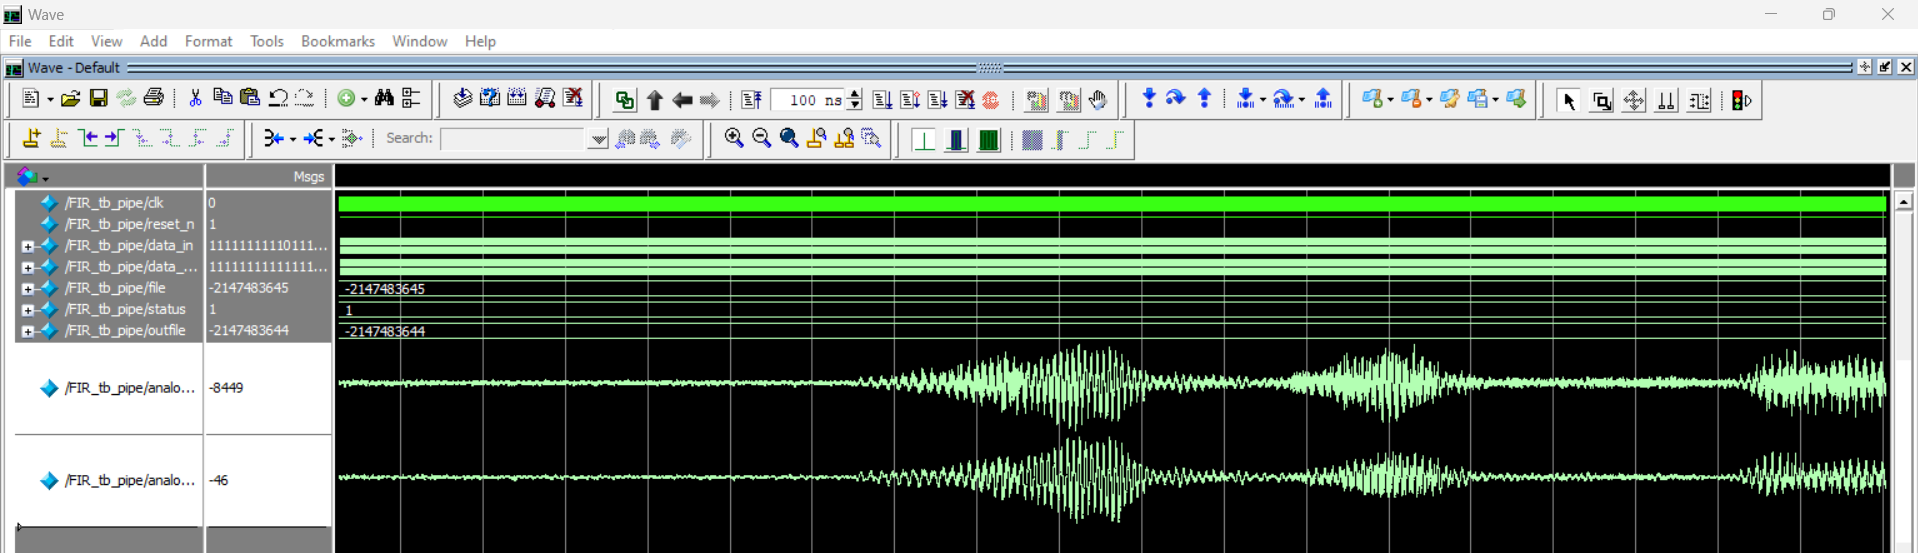 Wave
File Edit View Add Format Tools Bookmarks Window Help
Wave - Default
100 ns
Search:
Msgs
/FIR_tb_pipe/clk 0
/FIR_tb_pipe/reset_n 1
/FIR_tb_pipe/data_in 11111111110111...
/FIR_tb_pipe/data_... 11111111111111...
/FIR_tb_pipe/file -2147483645 -2147483645
/FIR_tb_pipe/status 1 1
/FIR_tb_pipe/outfile -2147483644 -2147483644
/FIR_tb_pipe/analo... -8449
/FIR_tb_pipe/analo... -46